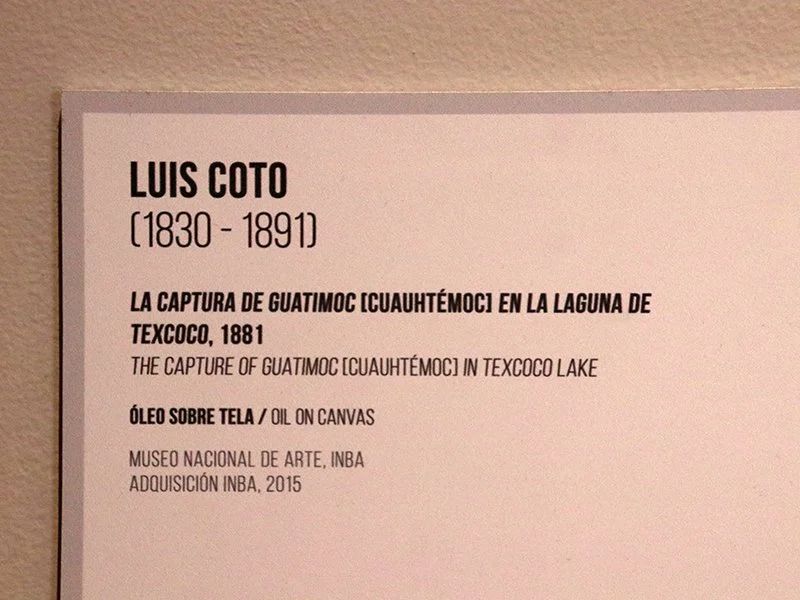 LUIS COTO
(1830 - 1891)
LA CAPTURA DE GUATIMOC [CUAUHTÉMOC] EN LA LAGUNA DE
TEXCOCO, 1881
THE CAPTURE OF GUATIMOC [CUAUHTÉMOC] IN TEXCOCO LAKE
ÓLEO SOBRE TELA / OIL ON CANVAS
MUSEO NACIONAL DE ARTE, INBA
ADQUISICIÓN INBA, 2015